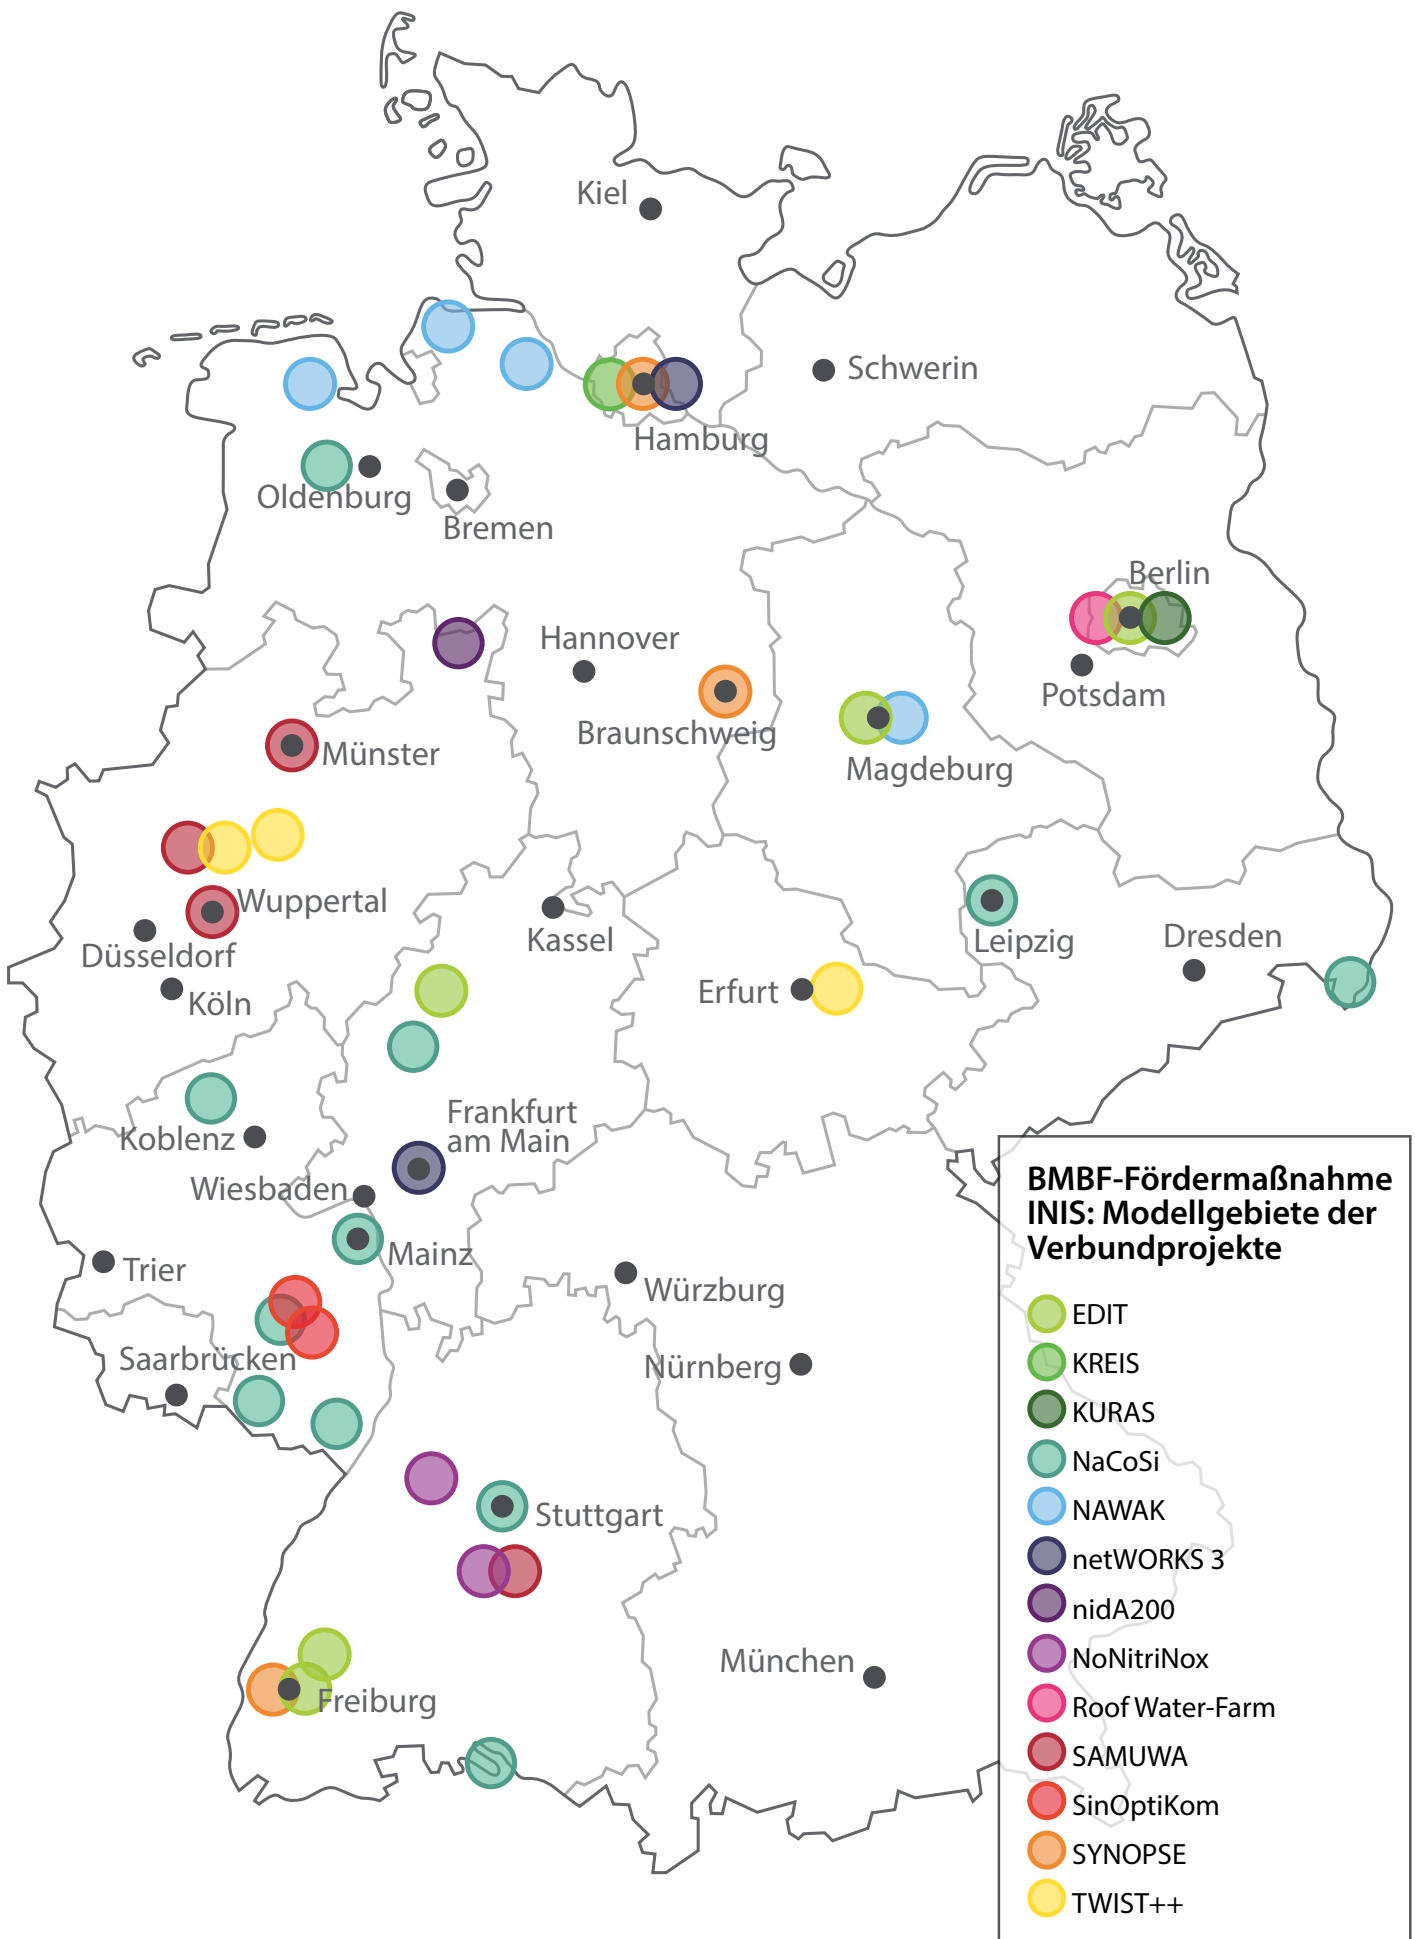 Kiel
Schwerin
Hamburg
Oldenburg
Bremen
Berlin
Hannover
Potsdam
Braunschweig
Münster
Magdeburg
Wuppertal
Kassel
Leipzig
Dresden
Düsseldorf
Erfurt
Köln
Frankfurt
am Main
Koblenz
Wiesbaden
Mainz
Trier
Würzburg
Saarbrücken
Nürnberg
Stuttgart
München
Freiburg
BMBF-Fördermaßnahme
INIS: Modellgebiete der
Verbundprojekte
EDIT
KREIS
KURAS
NaCoSi
NAWAK
netWORKS 3
nidA200
NoNitriNox
Roof Water-Farm
SAMUWA
SinOptiKom
SYNOPSE
TWIST++